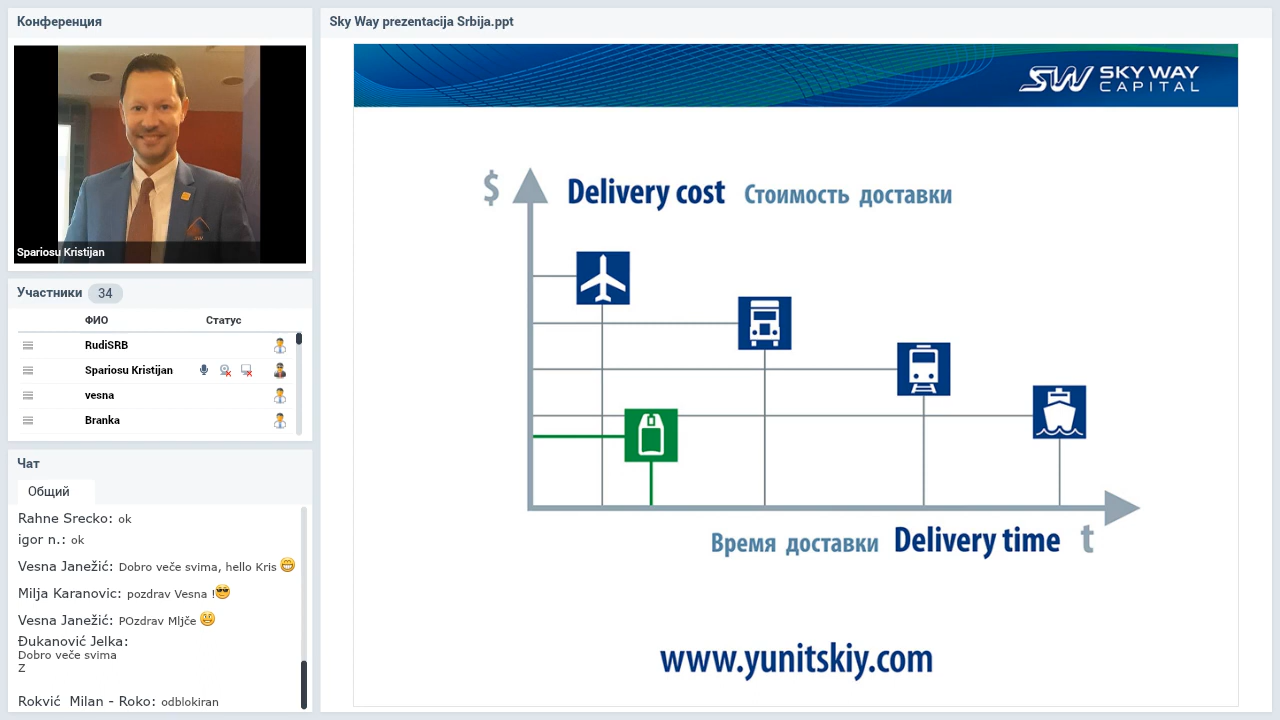 Конференция
Spariosu Kristijan
Участники 34
ФИО Статус
RudiSRB
Spariosu Kristijan
vesna
Branka
Чат
Общий
Rahne Srecko: ok
igor n.: ok
Vesna Janežić: Dobro veče svima, hello Kris
Milja Karanovic: pozdrav Vesna !
Vesna Janežić: POzdrav Mljče
Đukanović Jelka:
Dobro veče svima
Z
Rokvić Milan - Roko: odblokiran
Sky Way prezentacija Srbija.ppt
SW SKY WAY
CAPITAL
$ Delivery cost Стоимость доставки
Время доставки Delivery time t
www.yunitskiy.com